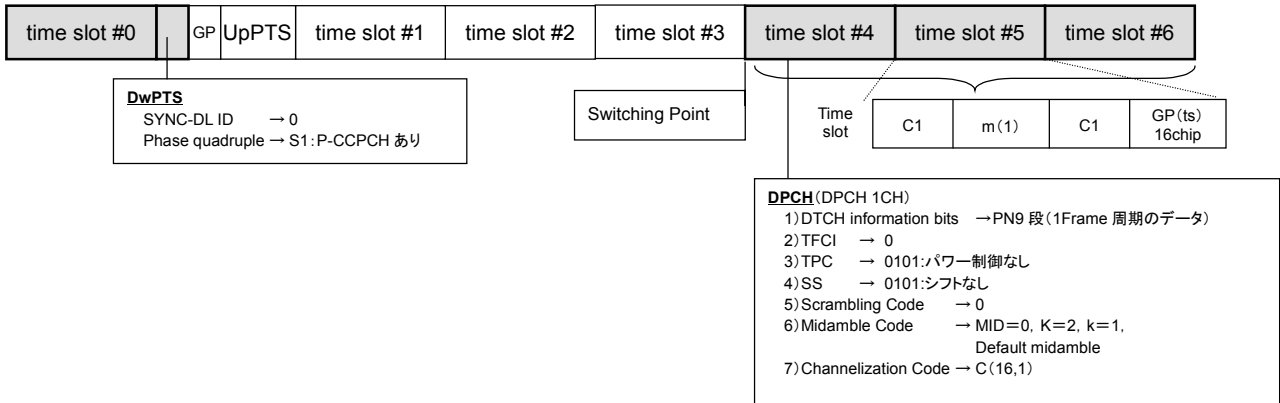 time slot #0 GP UpPTS time slot #1 time slot #2 time slot #3 time slot #4 time slot #5 time slot #6
DwPTS
SYNC-DL ID → 0
Phase quadruple → S1:P-CCPCH あり
Switching Point
Time
slot
C1 m(1) C1 GP(ts)
16chip
DPCH(DPCH 1CH)
1)DTCH information bits →PN9 段(1Frame 周期のデータ)
2)TFCI → 0
3)TPC → 0101:パワー制御なし
4)SS → 0101:シフトなし
5)Scrambling Code → 0
6)Midamble Code → MID=0, K=2, k=1,
Default midamble
7)Channelization Code → C(16,1)